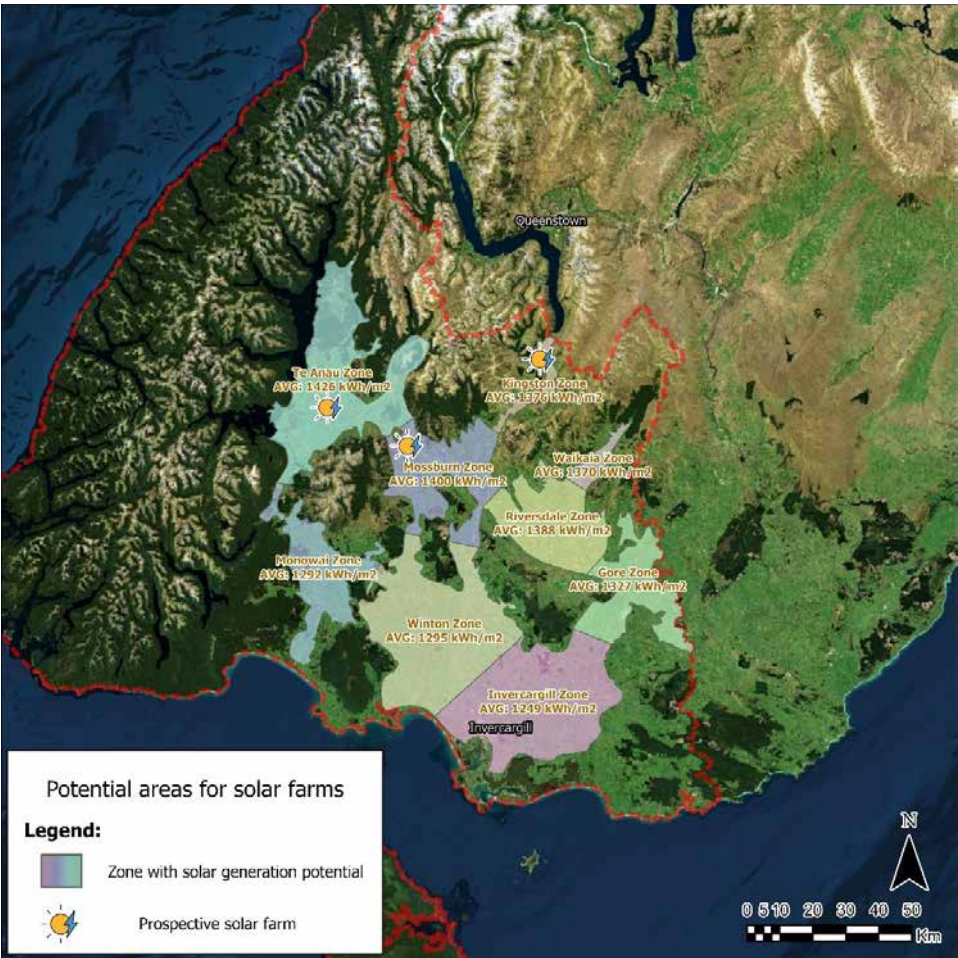 Queenstown
Te Anau Zone
AVG: 1426 kWh/m2
Kingston Zone
AVG: 1376 kWh/m2
Mossburn Zone
AVG: 1400 kWh/m2
Waikaia Zone
AVG: 1370 kWh/m2
Riversdale Zone
AVG: 1388 kWh/m2
Monowai Zone
AVG: 1292 kWh/m2
Gore Zone
AVG: 1327 kWh/m2
Winton Zone
AVG: 1295 kWh/m2
Invercargill Zone
AVG: 1249 kWh/m2
Invercargill
Potential areas for solar farms
Legend:
Zone with solar generation potential
Prospective solar farm
N
0 5 10 20 30 40 50
Km